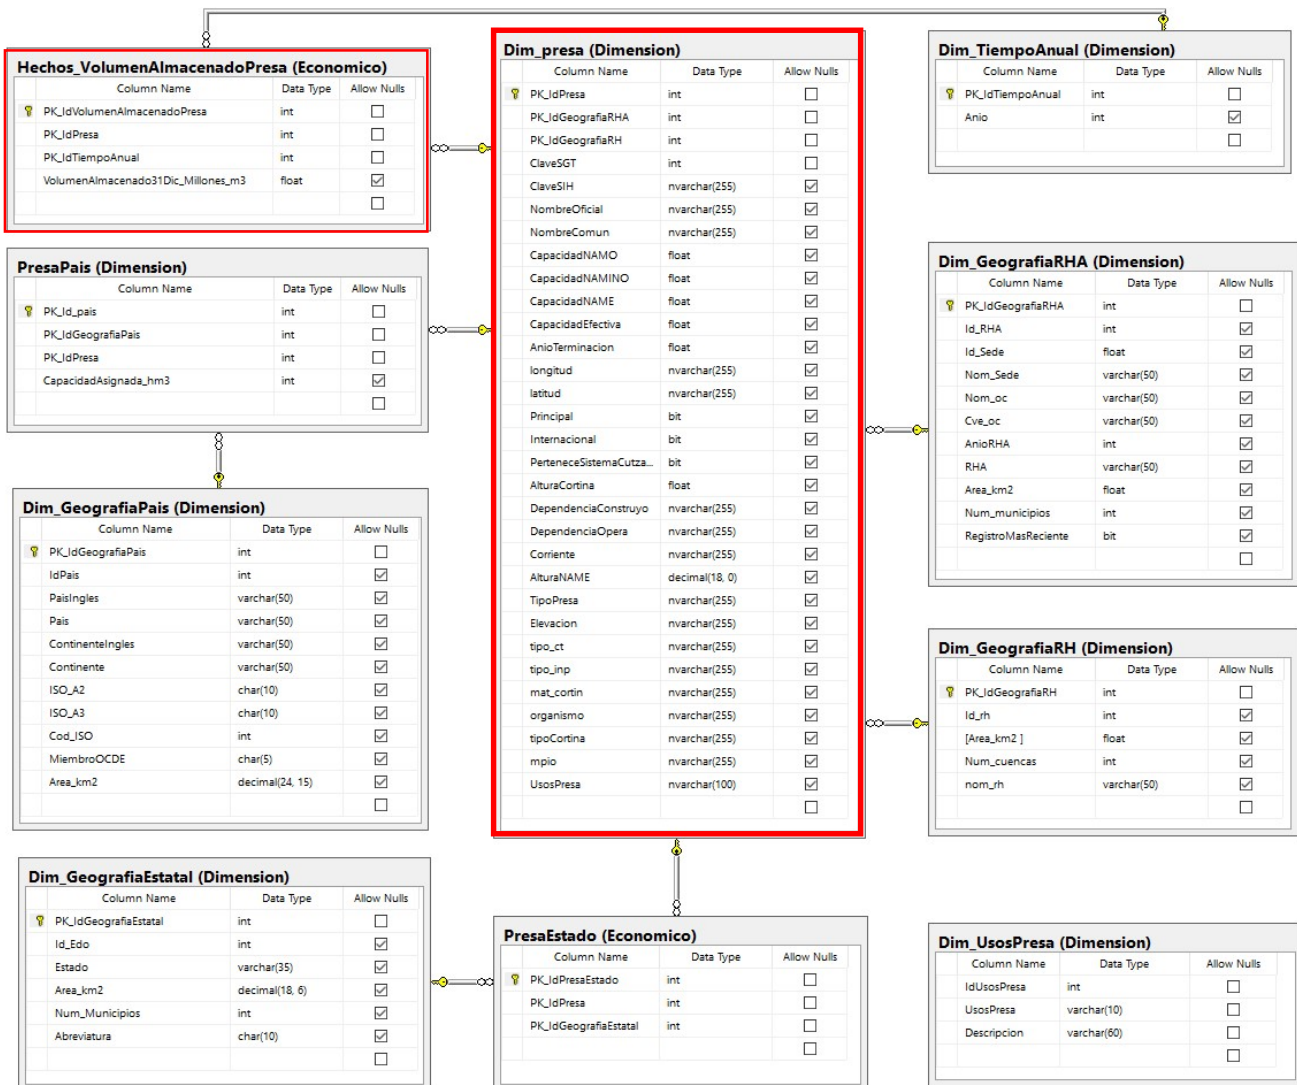 Hechos_VolumenAlmacenadoPresa (Economico)
Column Name Data Type Allow Nulls
PK_IdVolumenAlmacenadoPresa int
PK_IdPresa int
PK_IdTiempoAnual int
VolumenAlmacenado31Dic_Millones_m3 float
PresaPais (Dimension)
Column Name Data Type Allow Nulls
PK_Id_pais int
PK_IdGeografiaPais int
PK_IdPresa int
CapacidadAsignada_hm3 int
Dim_GeografiaPais (Dimension)
Column Name Data Type Allow Nulls
PK_IdGeografiaPais int
IdPais int
PaisIngles varchar(50)
Pais varchar(50)
ContinenteIngles varchar(50)
Continente varchar(50)
ISO_A2 char(10)
ISO_A3 char(10)
Cod_ISO int
MiembroOCDE char(5)
Area_km2 decimal(24, 15)
Dim_GeografiaEstatal (Dimension)
Column Name Data Type Allow Nulls
PK_IdGeografiaEstatal int
Id_Edo int
Estado varchar(35)
Area_km2 decimal(18, 6)
Num_Municipios int
Abreviatura char(10)
Dim_presa (Dimension)
Column Name Data Type Allow Nulls
PK_IdPresa int
PK_IdGeografiaRHA int
PK_IdGeografiaRH int
ClaveSGT int
ClaveSIH nvarchar(255)
NombreOficial nvarchar(255)
NombreComun nvarchar(255)
CapacidadNAMO float
CapacidadNAMINO float
CapacidadNAME float
CapacidadEfectiva float
AnioTerminacion float
longitud nvarchar(255)
latitud nvarchar(255)
Principal bit
Internacional bit
PerteneceSistemaCutza... bit
AlturaCortina float
DependenciaConstruyo nvarchar(255)
DependenciaOpera nvarchar(255)
Corriente nvarchar(255)
AlturaNAME decimal(18, 0)
TipoPresa nvarchar(255)
Elevacion nvarchar(255)
tipo_ct nvarchar(255)
tipo_inp nvarchar(255)
mat_cortin nvarchar(255)
organismo nvarchar(255)
tipoCortina nvarchar(255)
mpio nvarchar(255)
UsosPresa nvarchar(100)
PresaEstado (Economico)
Column Name Data Type Allow Nulls
PK_IdPresaEstado int
PK_IdPresa int
PK_IdGeografiaEstatal int
Dim_TiempoAnual (Dimension)
Column Name Data Type Allow Nulls
PK_IdTiempoAnual int
Anio int
Dim_GeografiaRHA (Dimension)
Column Name Data Type Allow Nulls
PK_IdGeografiaRHA int
Id_RHA int
Id_Sede float
Nom_Sede varchar(50)
Nom_oc varchar(50)
Cve_oc varchar(50)
AnioRHA int
RHA varchar(50)
Area_km2 float
Num_municipios int
RegistroMasReciente bit
Dim_GeografiaRH (Dimension)
Column Name Data Type Allow Nulls
PK_IdGeografiaRH int
Id_rh int
[Area_km2 ] float
Num_cuencas int
nom_rh varchar(50)
Dim_UsosPresa (Dimension)
Column Name Data Type Allow Nulls
IdUsosPresa int
UsosPresa varchar(10)
Descripcion varchar(60)